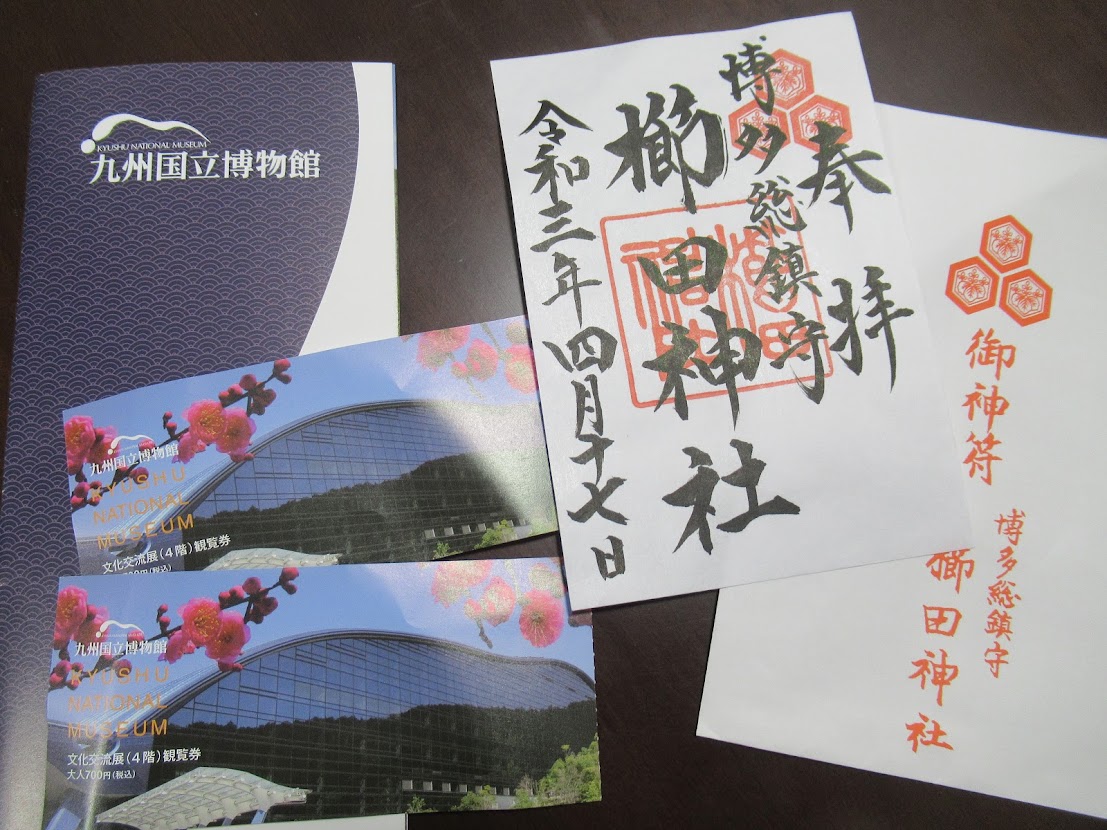 KYUSHU NATIONAL MUSEUM
九州国立博物館
九州国立博物館
KYUSHU
NATIONAL
MUSEUM
文化交流展(4階)観覧券
円(税込)
九州国立博物館
KYUSHU
NATIONAL
MUSEUM
文化交流展(4階)観覧券
大人700円(税込)
奉拝
博多総鎮守
櫛田神社
令和三年四月十七日
御神符
博多総鎮守
櫛田神社